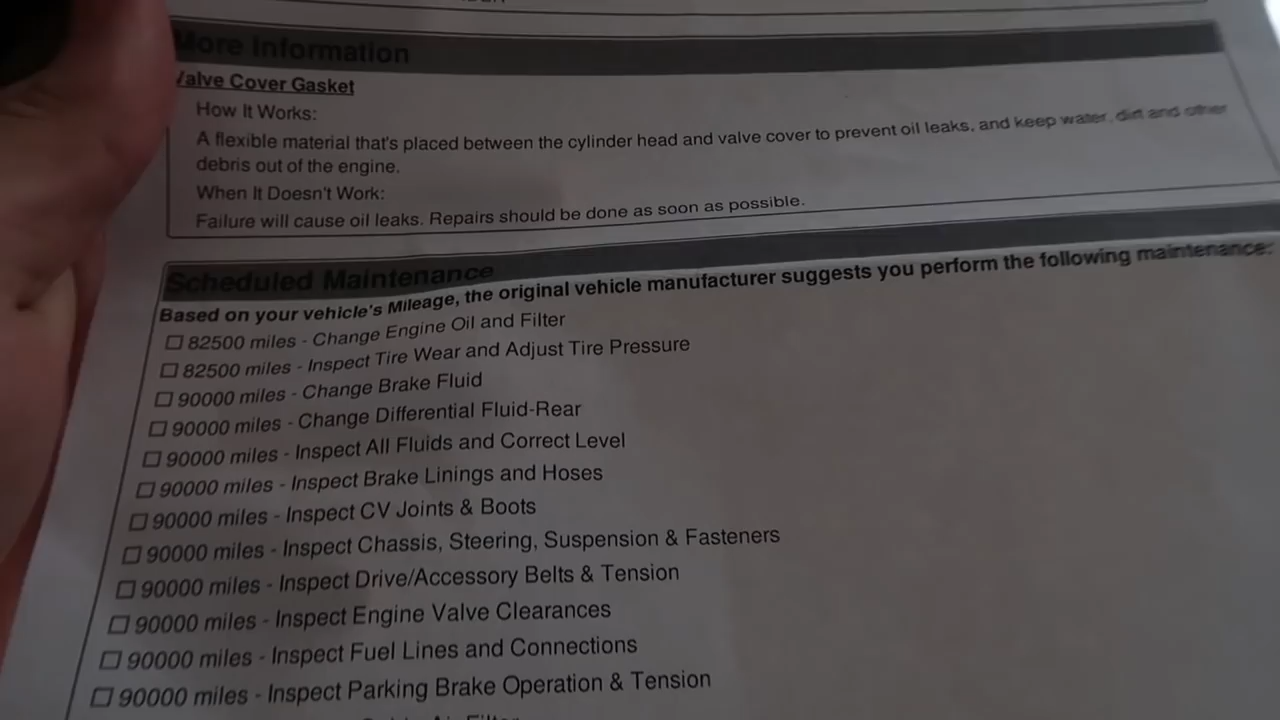 More Information
Valve Cover Gasket
How It Works:
A flexible material that's placed between the cylinder head and valve cover to prevent oil leaks, and keep water, dirt and other
debris out of the engine.
When It Doesn't Work:
Failure will cause oil leaks. Repairs should be done as soon as possible.
Scheduled Maintenance
Based on your vehicle's Mileage, the original vehicle manufacturer suggests you perform the following maintenance:
☐ 82500 miles - Change Engine Oil and Filter
☐ 82500 miles - Inspect Tire Wear and Adjust Tire Pressure
☐ 90000 miles - Change Brake Fluid
☐ 90000 miles - Change Differential Fluid-Rear
☐ 90000 miles - Inspect All Fluids and Correct Level
☐ 90000 miles - Inspect Brake Linings and Hoses
☐ 90000 miles - Inspect CV Joints & Boots
☐ 90000 miles - Inspect Chassis, Steering, Suspension & Fasteners
☐ 90000 miles - Inspect Drive/Accessory Belts & Tension
☐ 90000 miles - Inspect Engine Valve Clearances
☐ 90000 miles - Inspect Fuel Lines and Connections
☐ 90000 miles - Inspect Parking Brake Operation & Tension
Air Filter